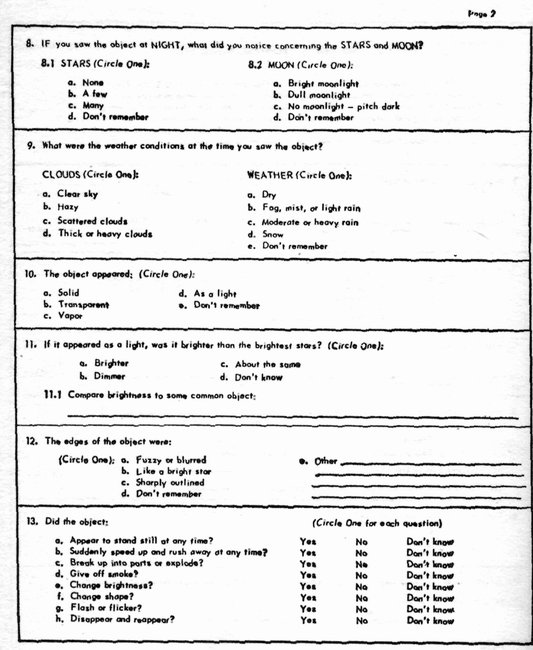 Page 2
8. IF you saw the object at NIGHT, what did you notice concerning the STARS and MOON?
8.1 STARS (Circle One): 8.2 MOON (Circle One):
a. None a. Bright moonlight
b. A few b. Dull moonlight
c. Many c. No moonlight – pitch dark
d. Don't remember d. Don't remember
9. What were the weather conditions at the time you saw the object?
CLOUDS (Circle One): WEATHER (Circle One):
a. Clear sky a. Dry
b. Hazy b. Fog, mist, or light rain
c. Scattered clouds c. Moderate or heavy rain
d. Thick or heavy clouds d. Snow
e. Don't remember
10. The object appeared: (Circle One):
a. Solid d. As a light
b. Transparent e. Don't remember
c. Vapor
11. If it appeared as a light, was it brighter than the brightest stars? (Circle One):
a. Brighter c. About the same
b. Dimmer d. Don't know
11.1 Compare brightness to some common object:
12. The edges of the object were:
(Circle One): a. Fuzzy or blurred e. Other
b. Like a bright star
c. Sharply outlined
d. Don't remember
13. Did the object: (Circle One for each question)
a. Appear to stand still at any time? Yes No Don't know
b. Suddenly speed up and rush away at any time? Yes No Don't know
c. Break up into parts or explode? Yes No Don't know
d. Give off smoke? Yes No Don't know
e. Change brightness? Yes No Don't know
f. Change shape? Yes No Don't know
g. Flash or flicker? Yes No Don't know
h. Disappear and reappear? Yes No Don't know